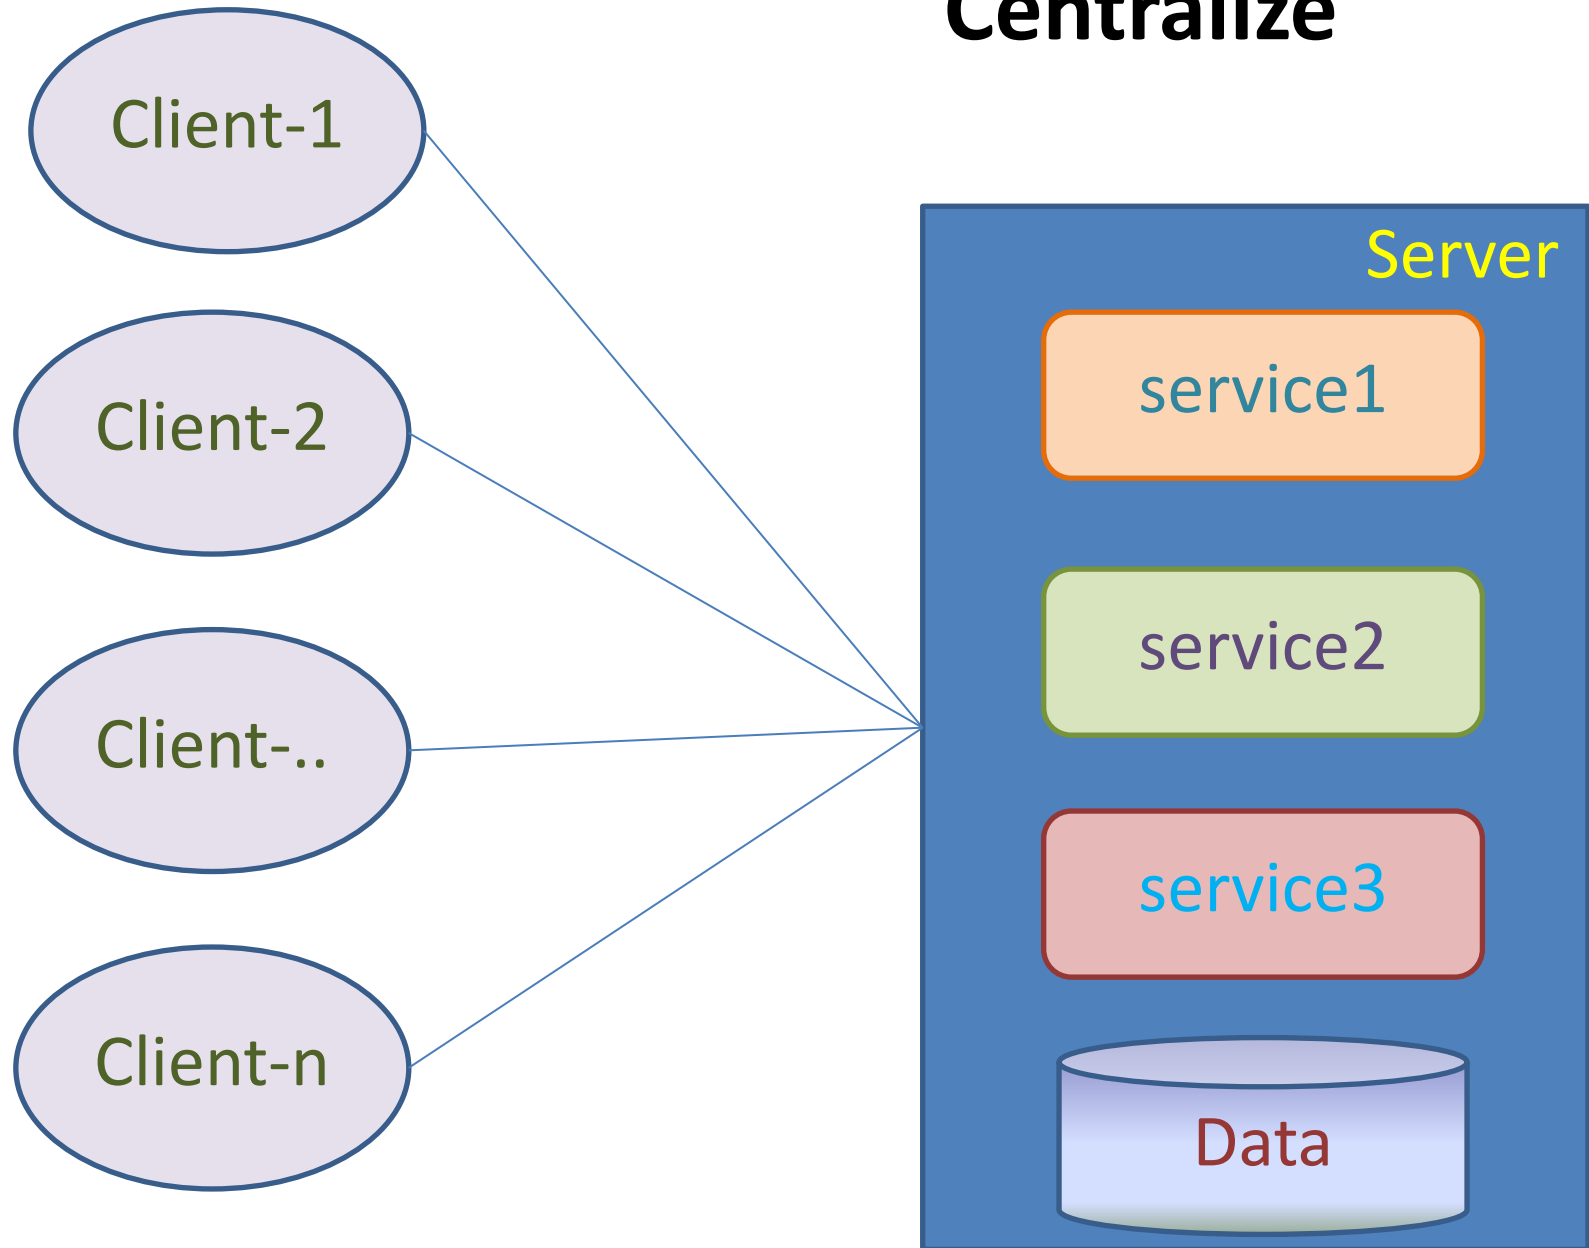 Centralize
Client-1
Client-2
Client-..
Client-n
Server
service1
service2
service3
Data